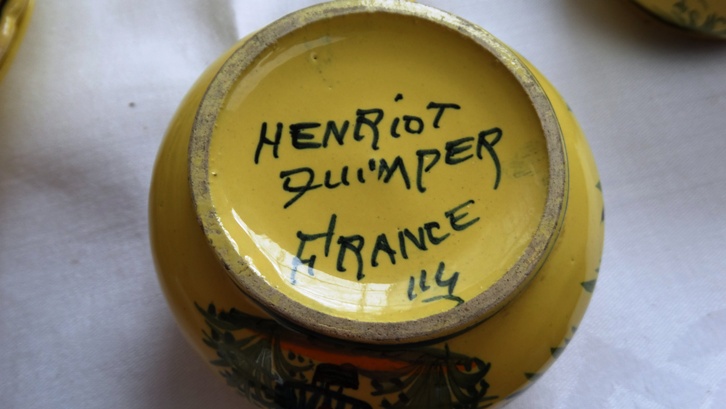 HENRiOT
QUIMPER
FRANCE
114